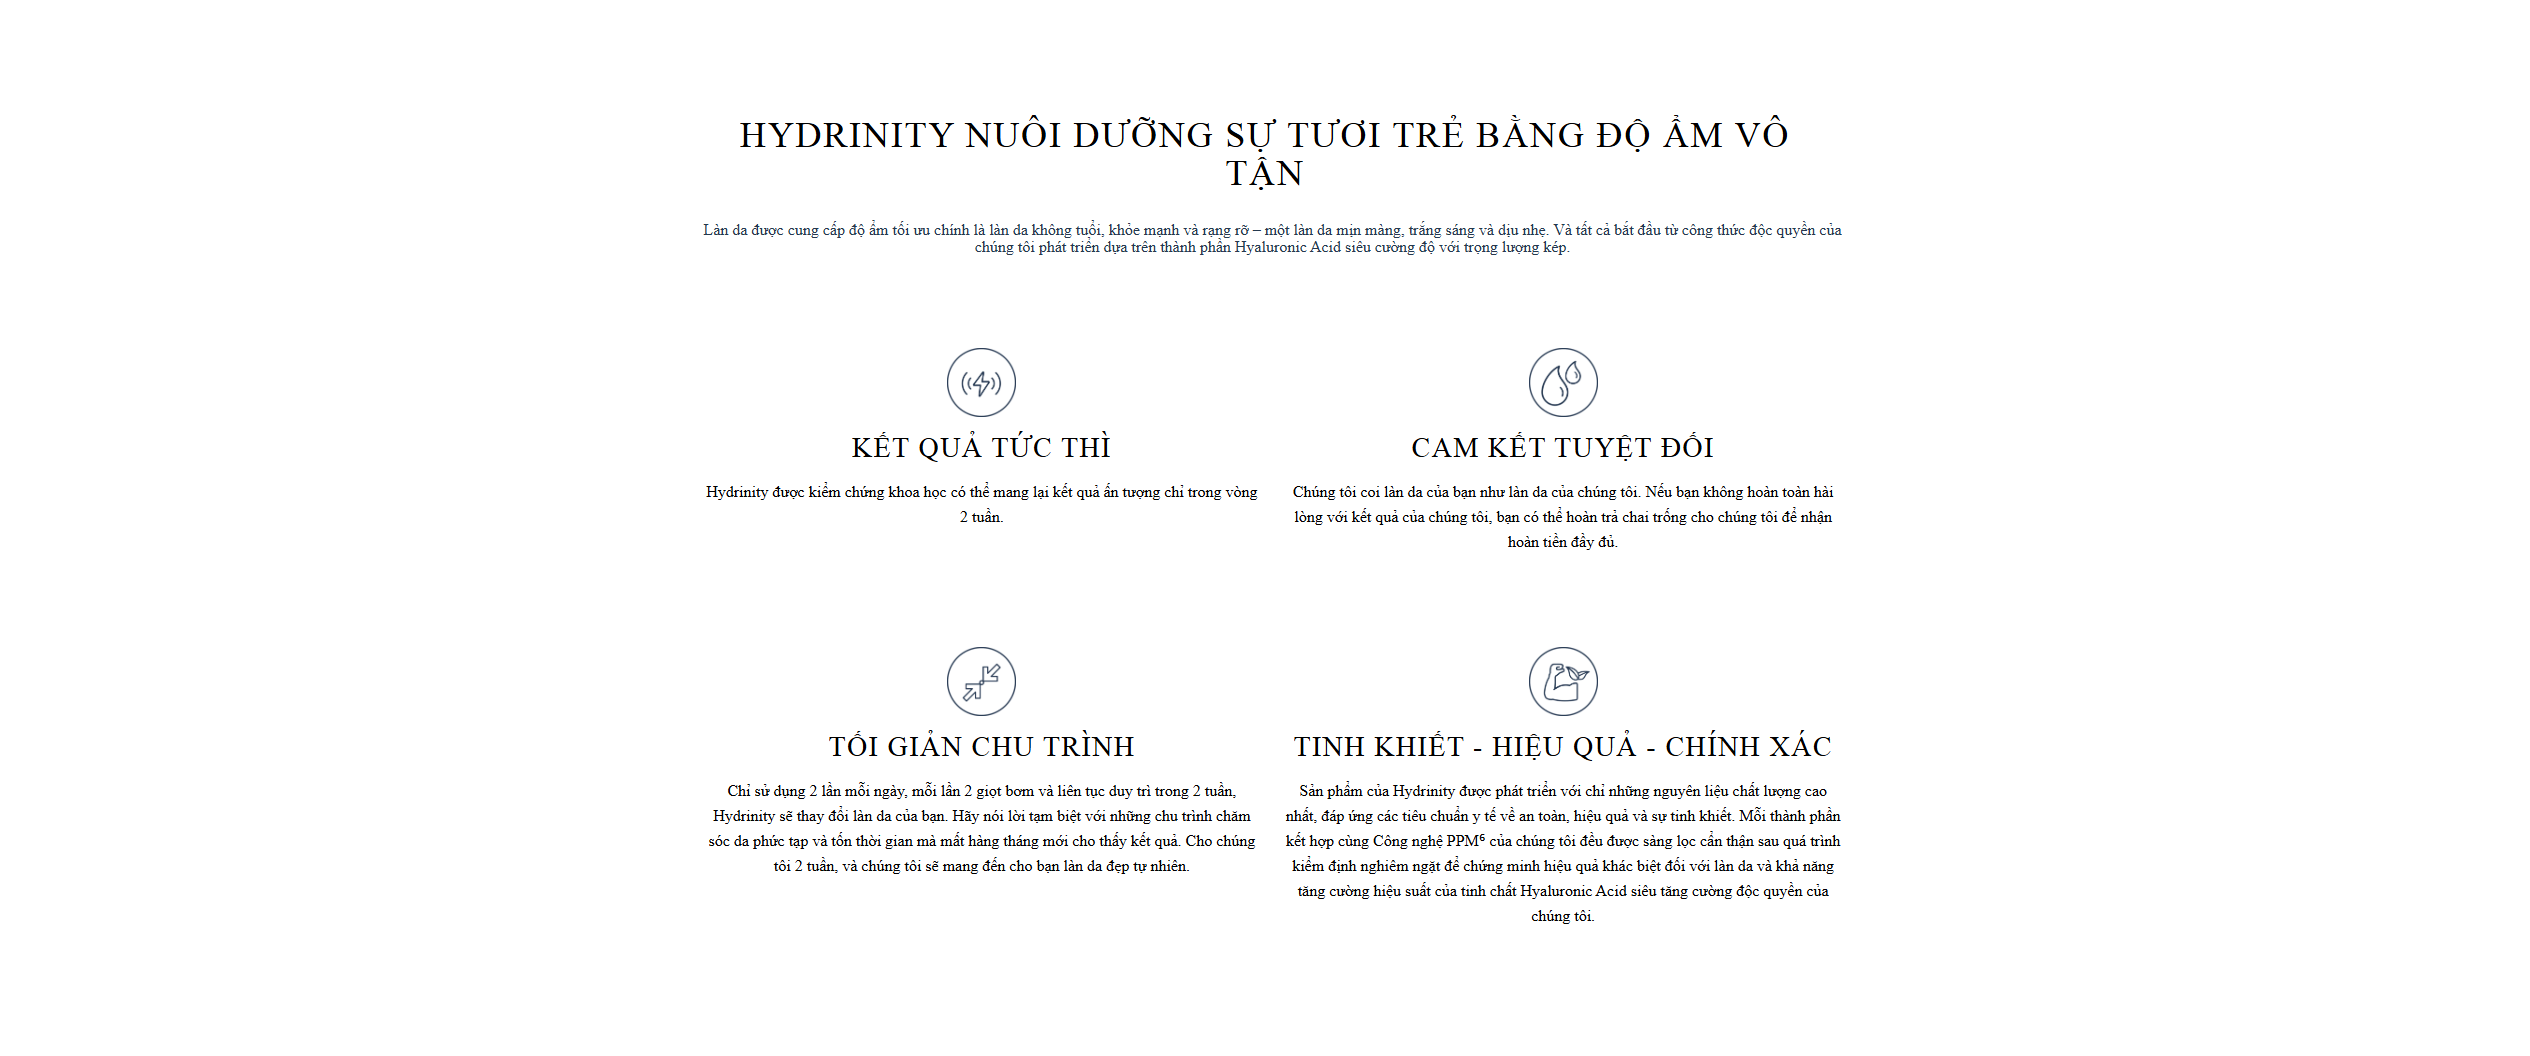 HYDRINITY NUÔI DƯỠNG SỰ TƯƠI TRẺ BẰNG ĐỘ ẨM VÔ
TẬN
Làn da được cung cấp độ ẩm tối ưu chính là làn da không tuổi, khỏe mạnh và rạng rỡ – một làn da mịn màng, trắng sáng và dịu nhẹ. Và tất cả bắt đầu từ công thức độc quyền của
chúng tôi phát triển dựa trên thành phần Hyaluronic Acid siêu cường độ với trọng lượng kép.
KẾT QUẢ TỨC THÌ
Hydrinity được kiểm chứng khoa học có thể mang lại kết quả ấn tượng chỉ trong vòng
2 tuần.
CAM KẾT TUYỆT ĐỐI
Chúng tôi coi làn da của bạn như làn da của chúng tôi. Nếu bạn không hoàn toàn hài
lòng với kết quả của chúng tôi, bạn có thể hoàn trả chai trống cho chúng tôi để nhận
hoàn tiền đầy đủ.
TỐI GIẢN CHU TRÌNH
Chỉ sử dụng 2 lần mỗi ngày, mỗi lần 2 giọt bơm và liên tục duy trì trong 2 tuần,
Hydrinity sẽ thay đổi làn da của bạn. Hãy nói lời tạm biệt với những chu trình chăm
sóc da phức tạp và tốn thời gian mà mất hàng tháng mới cho thấy kết quả. Cho chúng
tôi 2 tuần, và chúng tôi sẽ mang đến cho bạn làn da đẹp tự nhiên.
TINH KHIẾT - HIỆU QUẢ - CHÍNH XÁC
Sản phẩm của Hydrinity được phát triển với chỉ những nguyên liệu chất lượng cao
nhất, đáp ứng các tiêu chuẩn y tế về an toàn, hiệu quả và sự tinh khiết. Mỗi thành phần
kết hợp cùng Công nghệ PPM⁶ của chúng tôi đều được sàng lọc cẩn thận sau quá trình
kiểm định nghiêm ngặt để chứng minh hiệu quả khác biệt đối với làn da và khả năng
tăng cường hiệu suất của tinh chất Hyaluronic Acid siêu tăng cường độc quyền của
chúng tôi.